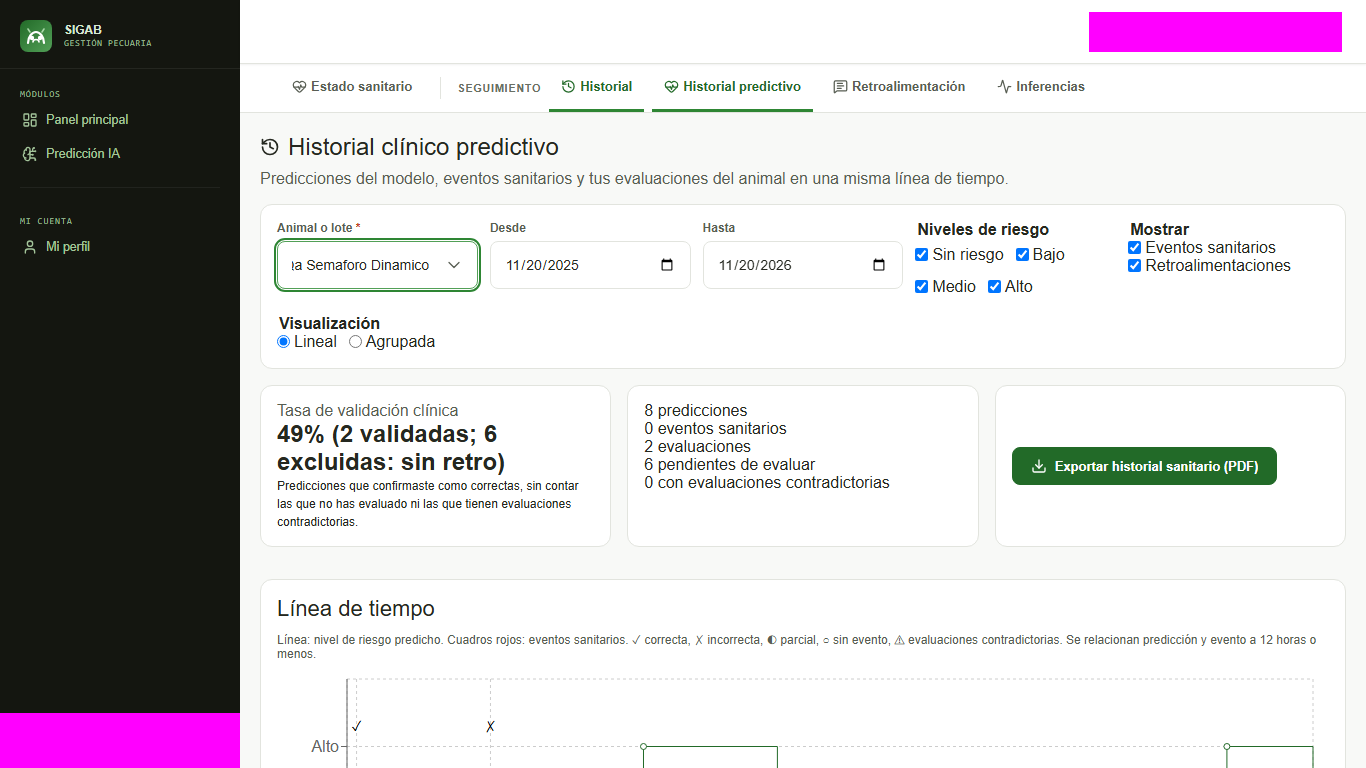 SIGAB
GESTIÓN PECUARIA
MÓDULOS
Panel principal
Predicción IA
MI CUENTA
Mi perfil
Estado sanitario
SEGUIMIENTO
Historial
Historial predictivo
Retroalimentación
Inferencias
Historial clínico predictivo
Predicciones del modelo, eventos sanitarios y tus evaluaciones del animal en una misma línea de tiempo.
Animal o lote *
Semaforo Dinamico
Desde
11/20/2025
Hasta
11/20/2026
Niveles de riesgo
Sin riesgo Bajo
Medio Alto
Mostrar
Eventos sanitarios
Retroalimentaciones
Visualización
Lineal Agrupada
Tasa de validación clínica
49% (2 validadas; 6
excluidas: sin retro)
Predicciones que confirmaste como correctas, sin contar
las que no has evaluado ni las que tienen evaluaciones
contradictorias.
8 predicciones
0 eventos sanitarios
2 evaluaciones
6 pendientes de evaluar
0 con evaluaciones contradictorias
Exportar historial sanitario (PDF)
Línea de tiempo
Línea: nivel de riesgo predicho. Cuadros rojos: eventos sanitarios. ✓ correcta, ✗ incorrecta, ◐ parcial, ○ sin evento, ⚠ evaluaciones contradictorias. Se relacionan predicción y evento a 12 horas o
menos.
✓ ✗
Alto